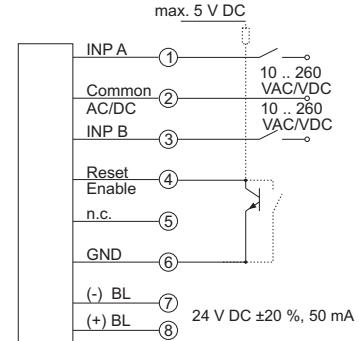 max. 5 V DC
INP A
1
10 .. 260
VAC/VDC
Common
AC/DC
2
10 .. 260
VAC/VDC
INP B
3
Reset
Enable
4
n.c.
5
GND
6
(-) BL
7
24 V DC ±20 %, 50 mA
(+) BL
8